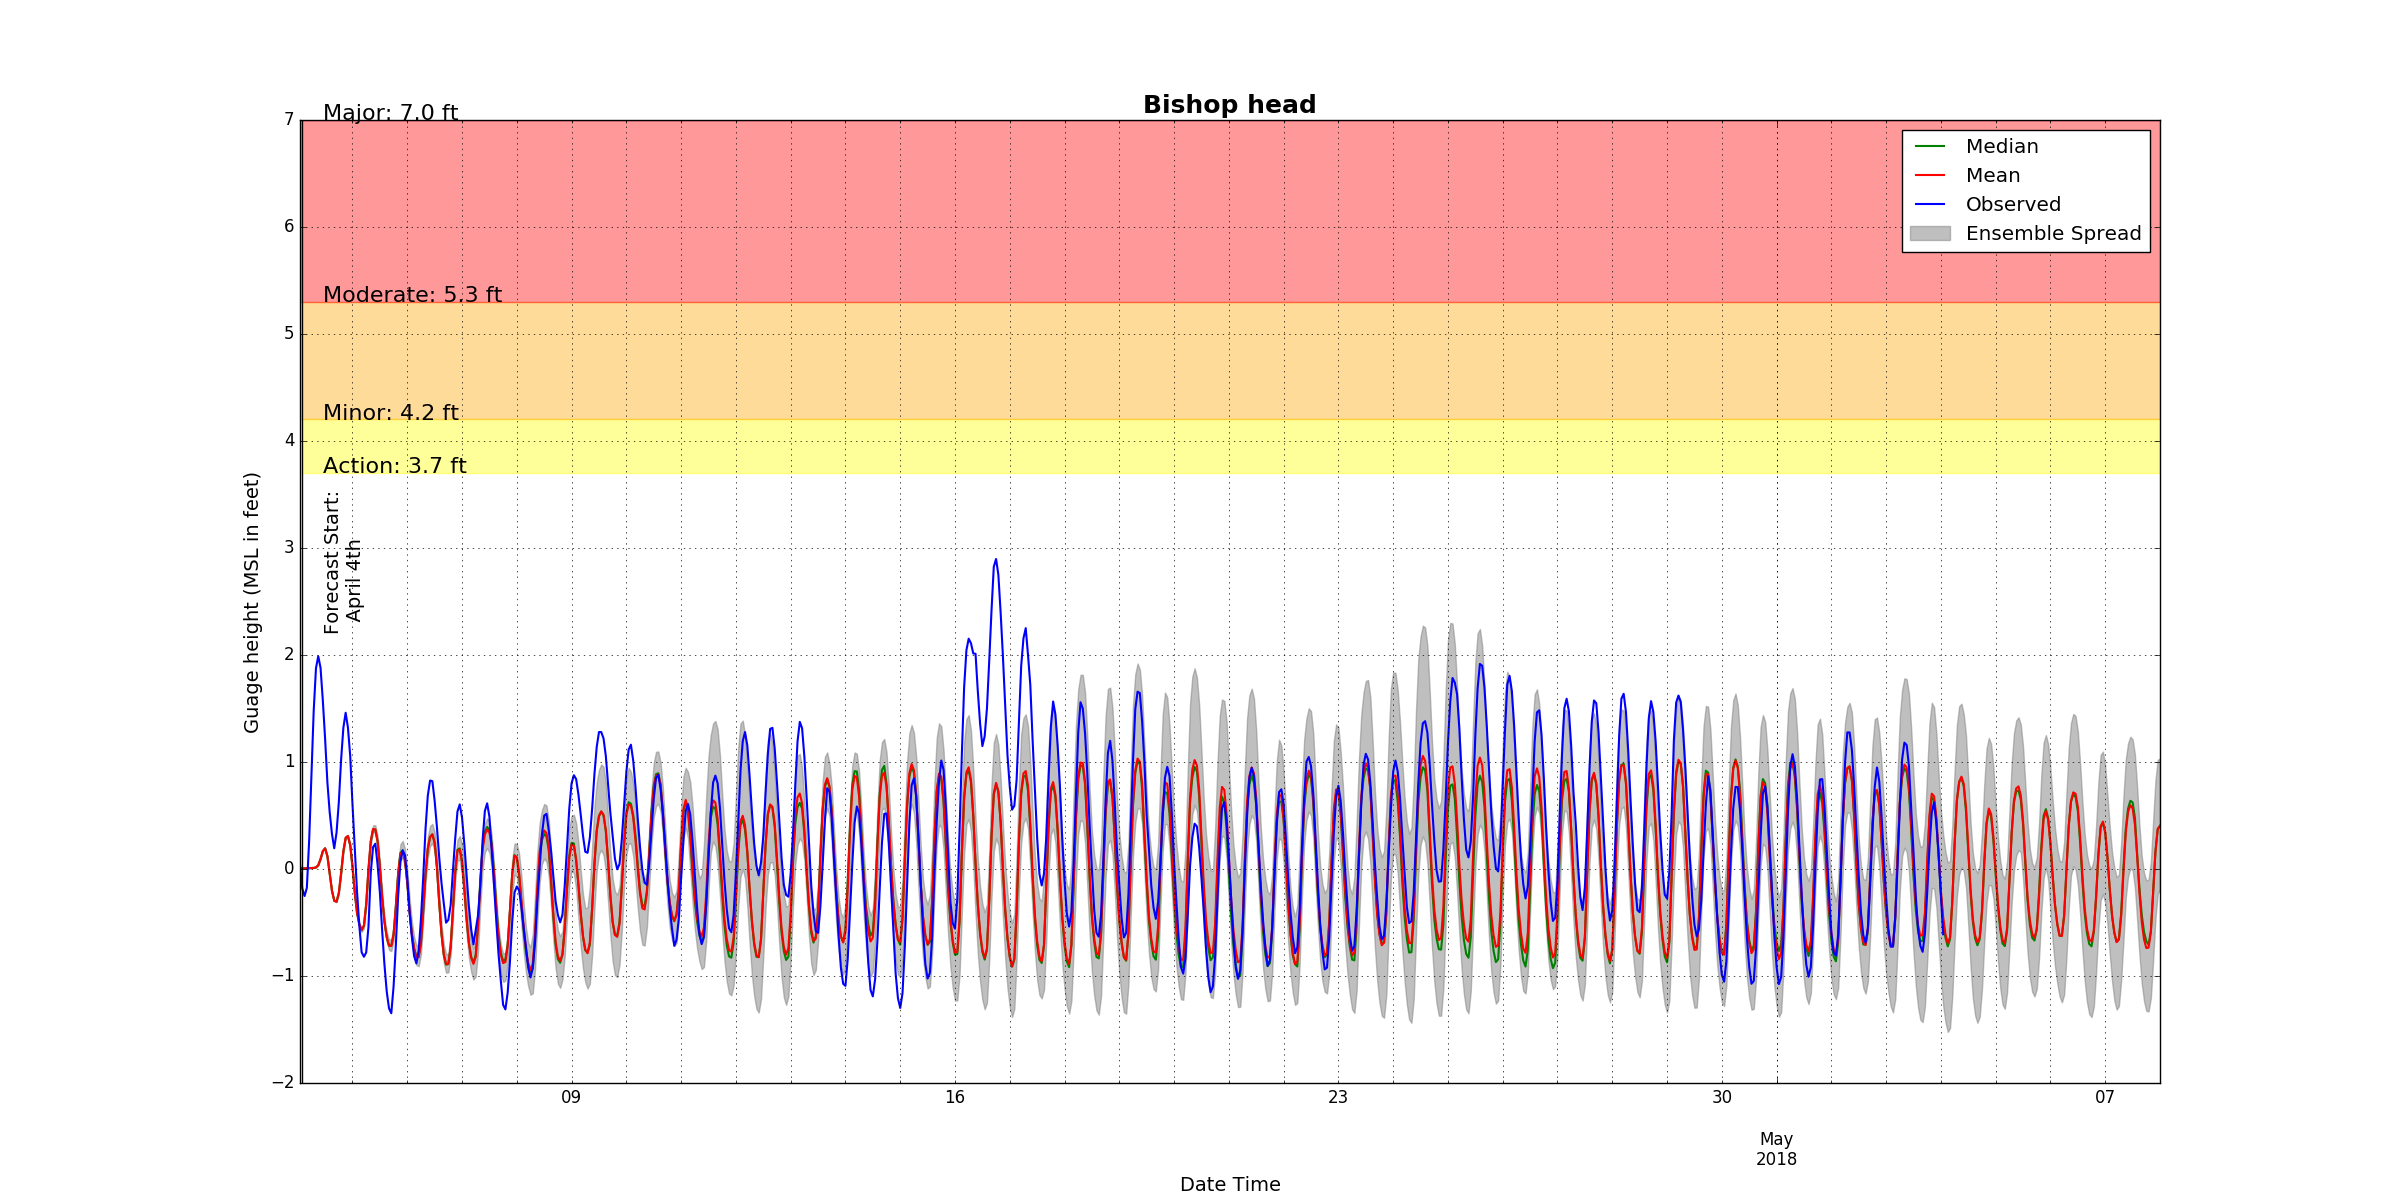 Bishop head
Major: 7.0 ft
Moderate: 5.3 ft
Minor: 4.2 ft
Action: 3.7 ft
Forecast Start:
April 4th
Median
Mean
Observed
Ensemble Spread
Guage height (MSL in feet)
7
6
5
4
3
2
1
0
−1
−2
09
16
23
30
07
May
2018
Date Time